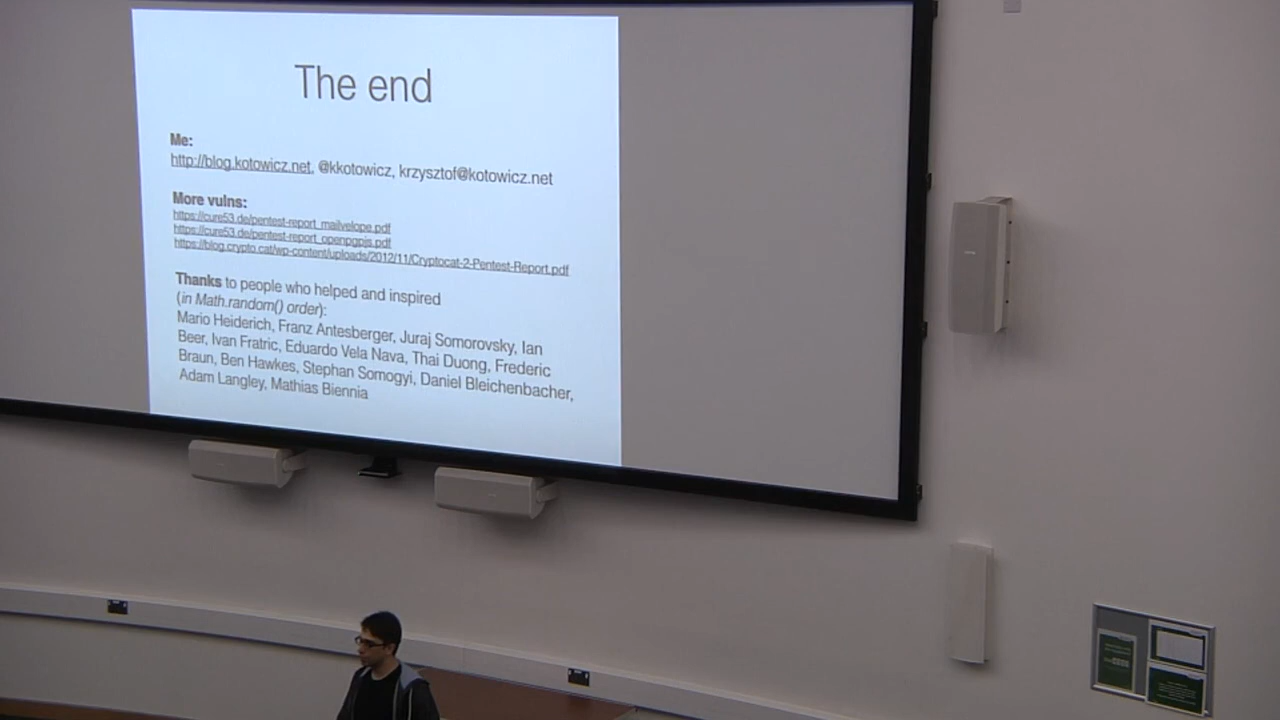 The end
Me:
http://blog.kotowicz.net, @kkotowicz, krzysztof@kotowicz.net
More vulns:
https://cure53.de/pentest-report_mailvelope.pdf
https://cure53.de/pentest-report_openpgpjs.pdf
https://blog.crypto.cat/wp-content/uploads/2012/11/Cryptocat-2-Pentest-Report.pdf
Thanks to people who helped and inspired
(in Math.random() order):
Mario Heiderich, Franz Antesberger, Juraj Somorovsky, Ian
Beer, Ivan Fratric, Eduardo Vela Nava, Thai Duong, Frederic
Braun, Ben Hawkes, Stephan Somogyi, Daniel Bleichenbacher,
Adam Langley, Mathias Biennia